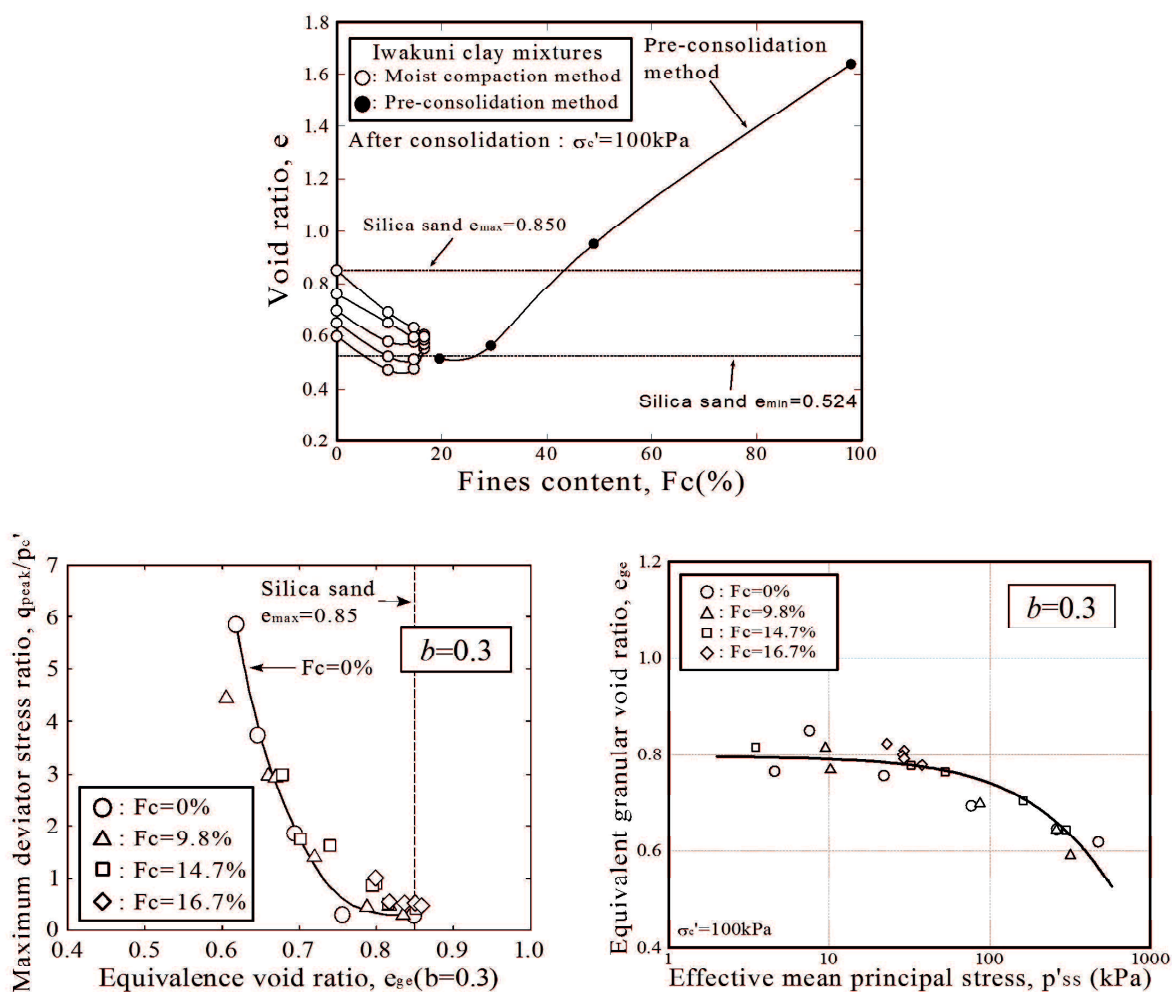 1.8
1.6
1.4
1.2
1.0
0.8
0.6
0.4
0.2
Void ratio, e
Iwakuni clay mixtures
: Moist compaction method
: Pre-consolidation method
After consolidation : σc'=100kPa
Pre-consolidation
method
Silica sand emax=0.850
Silica sand emin=0.524
0 20 40 60 80 100
Fines content, Fc(%)
Maximum deviator stress ratio, qpeak/pc'
7
6
5
4
3
2
1
0
Silica sand
emax=0.85
b=0.3
Fc=0%
: Fc=0%
: Fc=9.8%
: Fc=14.7%
: Fc=16.7%
0.4 0.5 0.6 0.7 0.8 0.9 1.0
Equivalence void ratio, ege(b=0.3)
Equivalent granular void ratio, ege
1.2
1.0
0.8
0.6
0.4
: Fc=0%
: Fc=9.8%
: Fc=14.7%
: Fc=16.7%
b=0.3
σc'=100kPa
1 10 100 1000
Effective mean principal stress, p'ss (kPa)